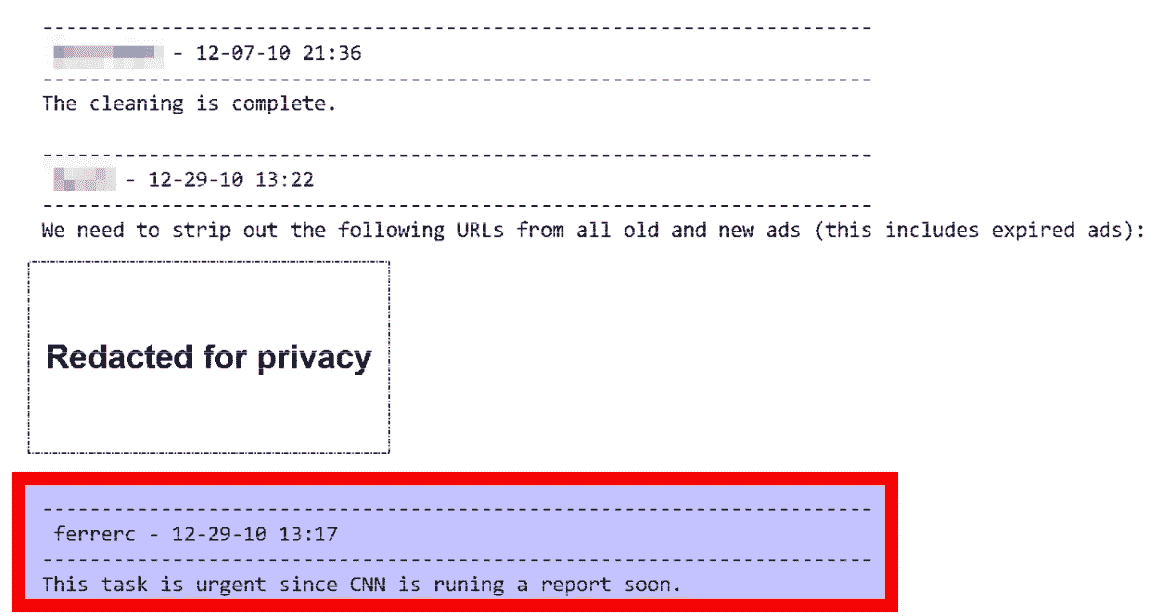 ----------------------------------------------------------------------
- 12-07-10 21:36
----------------------------------------------------------------------
The cleaning is complete.
----------------------------------------------------------------------
- 12-29-10 13:22
----------------------------------------------------------------------
We need to strip out the following URLs from all old and new ads (this includes expired ads):
Redacted for privacy
----------------------------------------------------------------------
ferrerc - 12-29-10 13:17
----------------------------------------------------------------------
This task is urgent since CNN is runing a report soon.